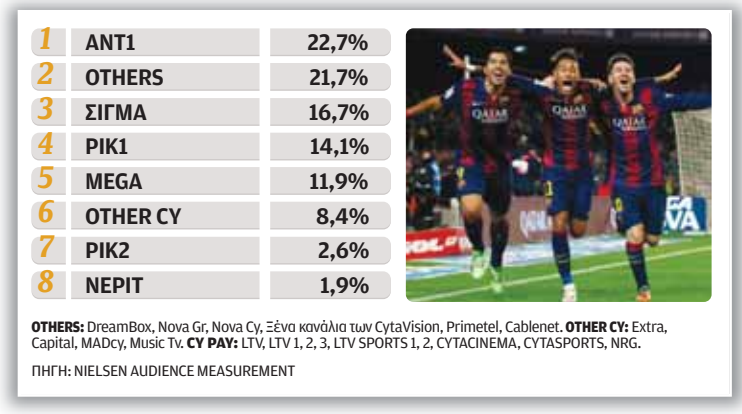 1 ANT1 22,7%
2 OTHERS 21,7%
3 ΣΙΓΜΑ 16,7%
4 ΡΙΚ1 14,1%
5 MEGA 11,9%
6 OTHER CY 8,4%
7 ΡΙΚ2 2,6%
8 ΝΕΡΙΤ 1,9%
QATAR
QATAR
QATAR
OTHERS: DreamBox, Nova Gr, Nova Cy, Ξένα κανάλια των CytaVision, Primetel, Cablenet. OTHER CY: Extra,
Capital, MADcy, Music Tv. CY PAY: LTV, LTV 1, 2, 3, LTV SPORTS 1, 2, CYTACINEMA, CYTASPORTS, NRG.
ΠΗΓΗ: NIELSEN AUDIENCE MEASUREMENT